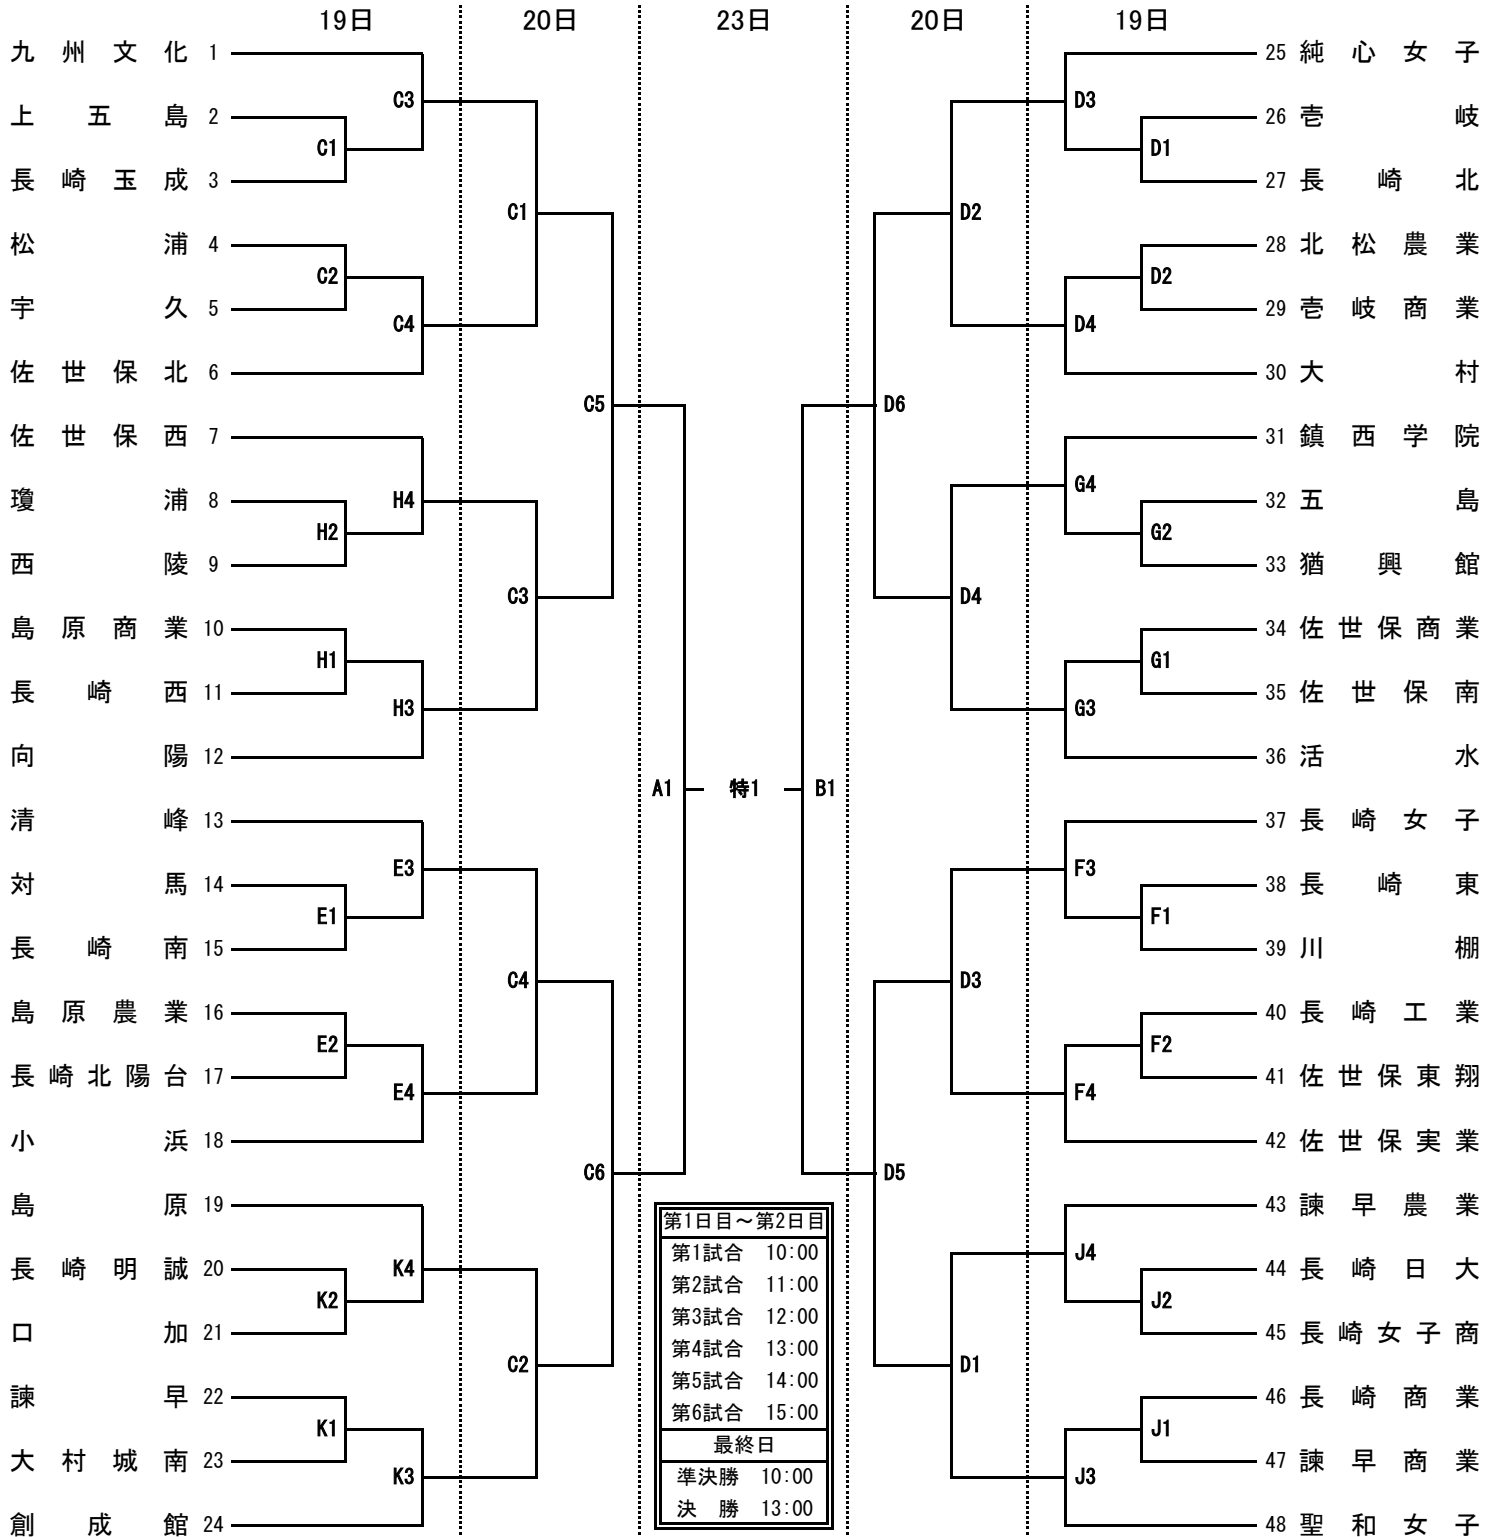 19日 20日 23日 20日 19日
九州文化 1
25 純心女子
C3 D3
上五島 2
26 壱岐
C1 D1
長崎玉成 3
27 長崎北
C1 D2
松浦 4
28 北松農業
C2 D2
宇久 5
29 壱岐商業
C4 D4
佐世保北 6
30 大村
C5 D6
佐世保西 7
31 鎮西学院
H4 G4
瓊浦 8
32 五島
H2 G2
西陵 9
33 猶興館
C3 D4
島原商業 10
34 佐世保商業
H1 G1
長崎西 11
35 佐世保南
H3 G3
向陽 12
36 活水
A1 特1 B1
清峰 13
37 長崎女子
E3 F3
対馬 14
38 長崎東
E1 F1
長崎南 15
39 川棚
C4 D3
島原農業 16
40 長崎工業
E2 F2
長崎北陽台 17
41 佐世保東翔
E4 F4
小浜 18
42 佐世保実業
C6 D5
島原 19
43 諫早農業
K4 J4
長崎明誠 20
44 長崎日大
K2 J2
口加 21
45 長崎女子商
C2 D1
諫早 22
46 長崎商業
K1 J1
大村城南 23
47 諫早商業
K3 J3
創成館 24
48 聖和女子
第1日目～第2日目
第1試合 10:00
第2試合 11:00
第3試合 12:00
第4試合 13:00
第5試合 14:00
第6試合 15:00
最終日
準決勝 10:00
決勝 13:00